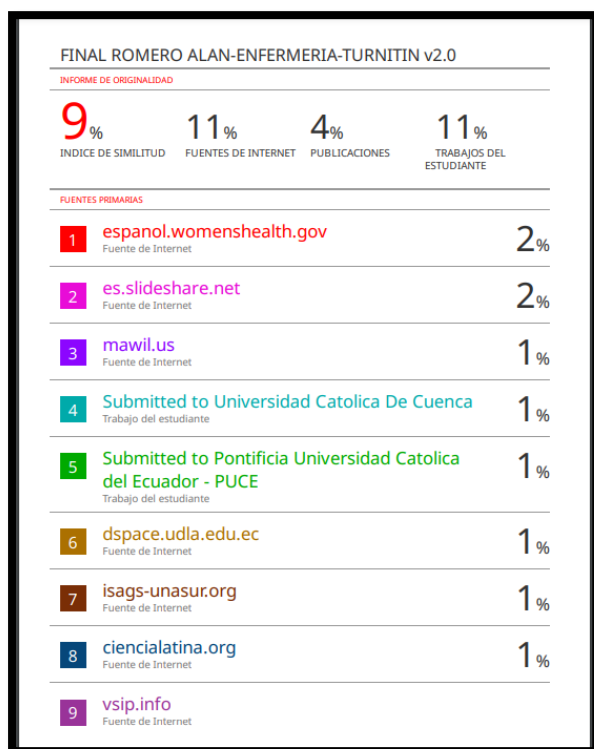 FINAL ROMERO ALAN-ENFERMERIA-TURNITIN v2.0
INFORME DE ORIGINALIDAD
9%
11%
4%
11%
INDICE DE SIMILITUD
FUENTES DE INTERNET
PUBLICACIONES
TRABAJOS DEL
ESTUDIANTE
FUENTES PRIMARIAS
1
espanol.womenshealth.gov
Fuente de Internet
2%
2
es.slideshare.net
Fuente de Internet
2%
3
mawil.us
Fuente de Internet
1%
4
Submitted to Universidad Catolica De Cuenca
Trabajo del estudiante
1%
5
Submitted to Pontificia Universidad Catolica
del Ecuador - PUCE
Trabajo del estudiante
1%
6
dspace.udla.edu.ec
Fuente de Internet
1%
7
isags-unasur.org
Fuente de Internet
1%
8
ciencialatina.org
Fuente de Internet
1%
9
vsip.info
Fuente de Internet